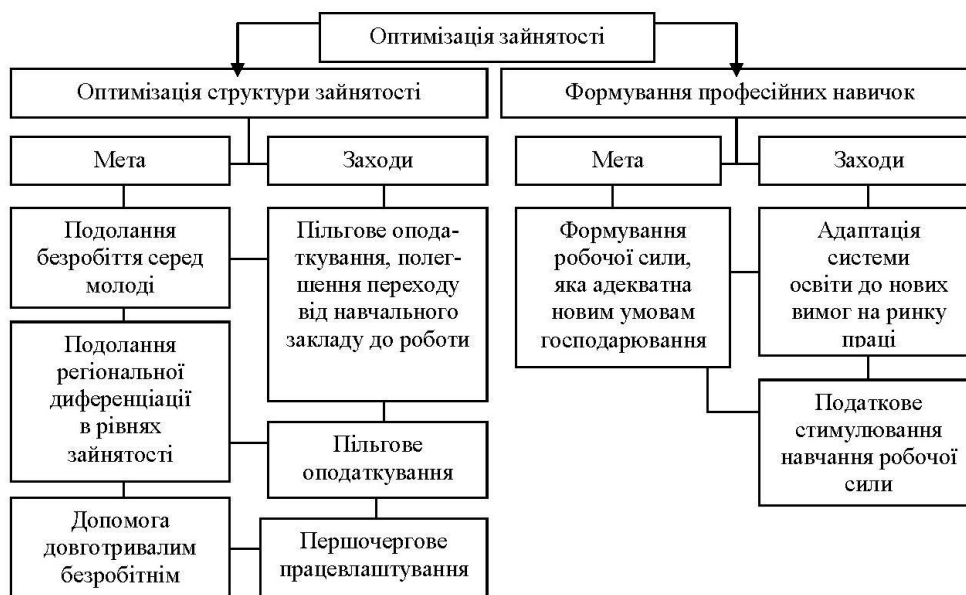 Оптимізація зайнятості
Оптимізація структури зайнятості
Формування професійних навичок
Мета
Заходи
Мета
Заходи
Подолання
безробіття серед
молоді
Пільгове опода-
ткування, полег-
шення переходу
від навчального
закладу до роботи
Формування
робочої сили,
яка адекватна
новим умовам
господарювання
Адаптація
системи
освіти до нових
вимог на ринку
праці
Подолання
регіональної
диференціації
в рівнях
зайнятості
Пільгове
оподаткування
Податкове
стимулювання
навчання робочої
сили
Допомога
довготривалим
безробітнім
Першочергове
працевлаштування